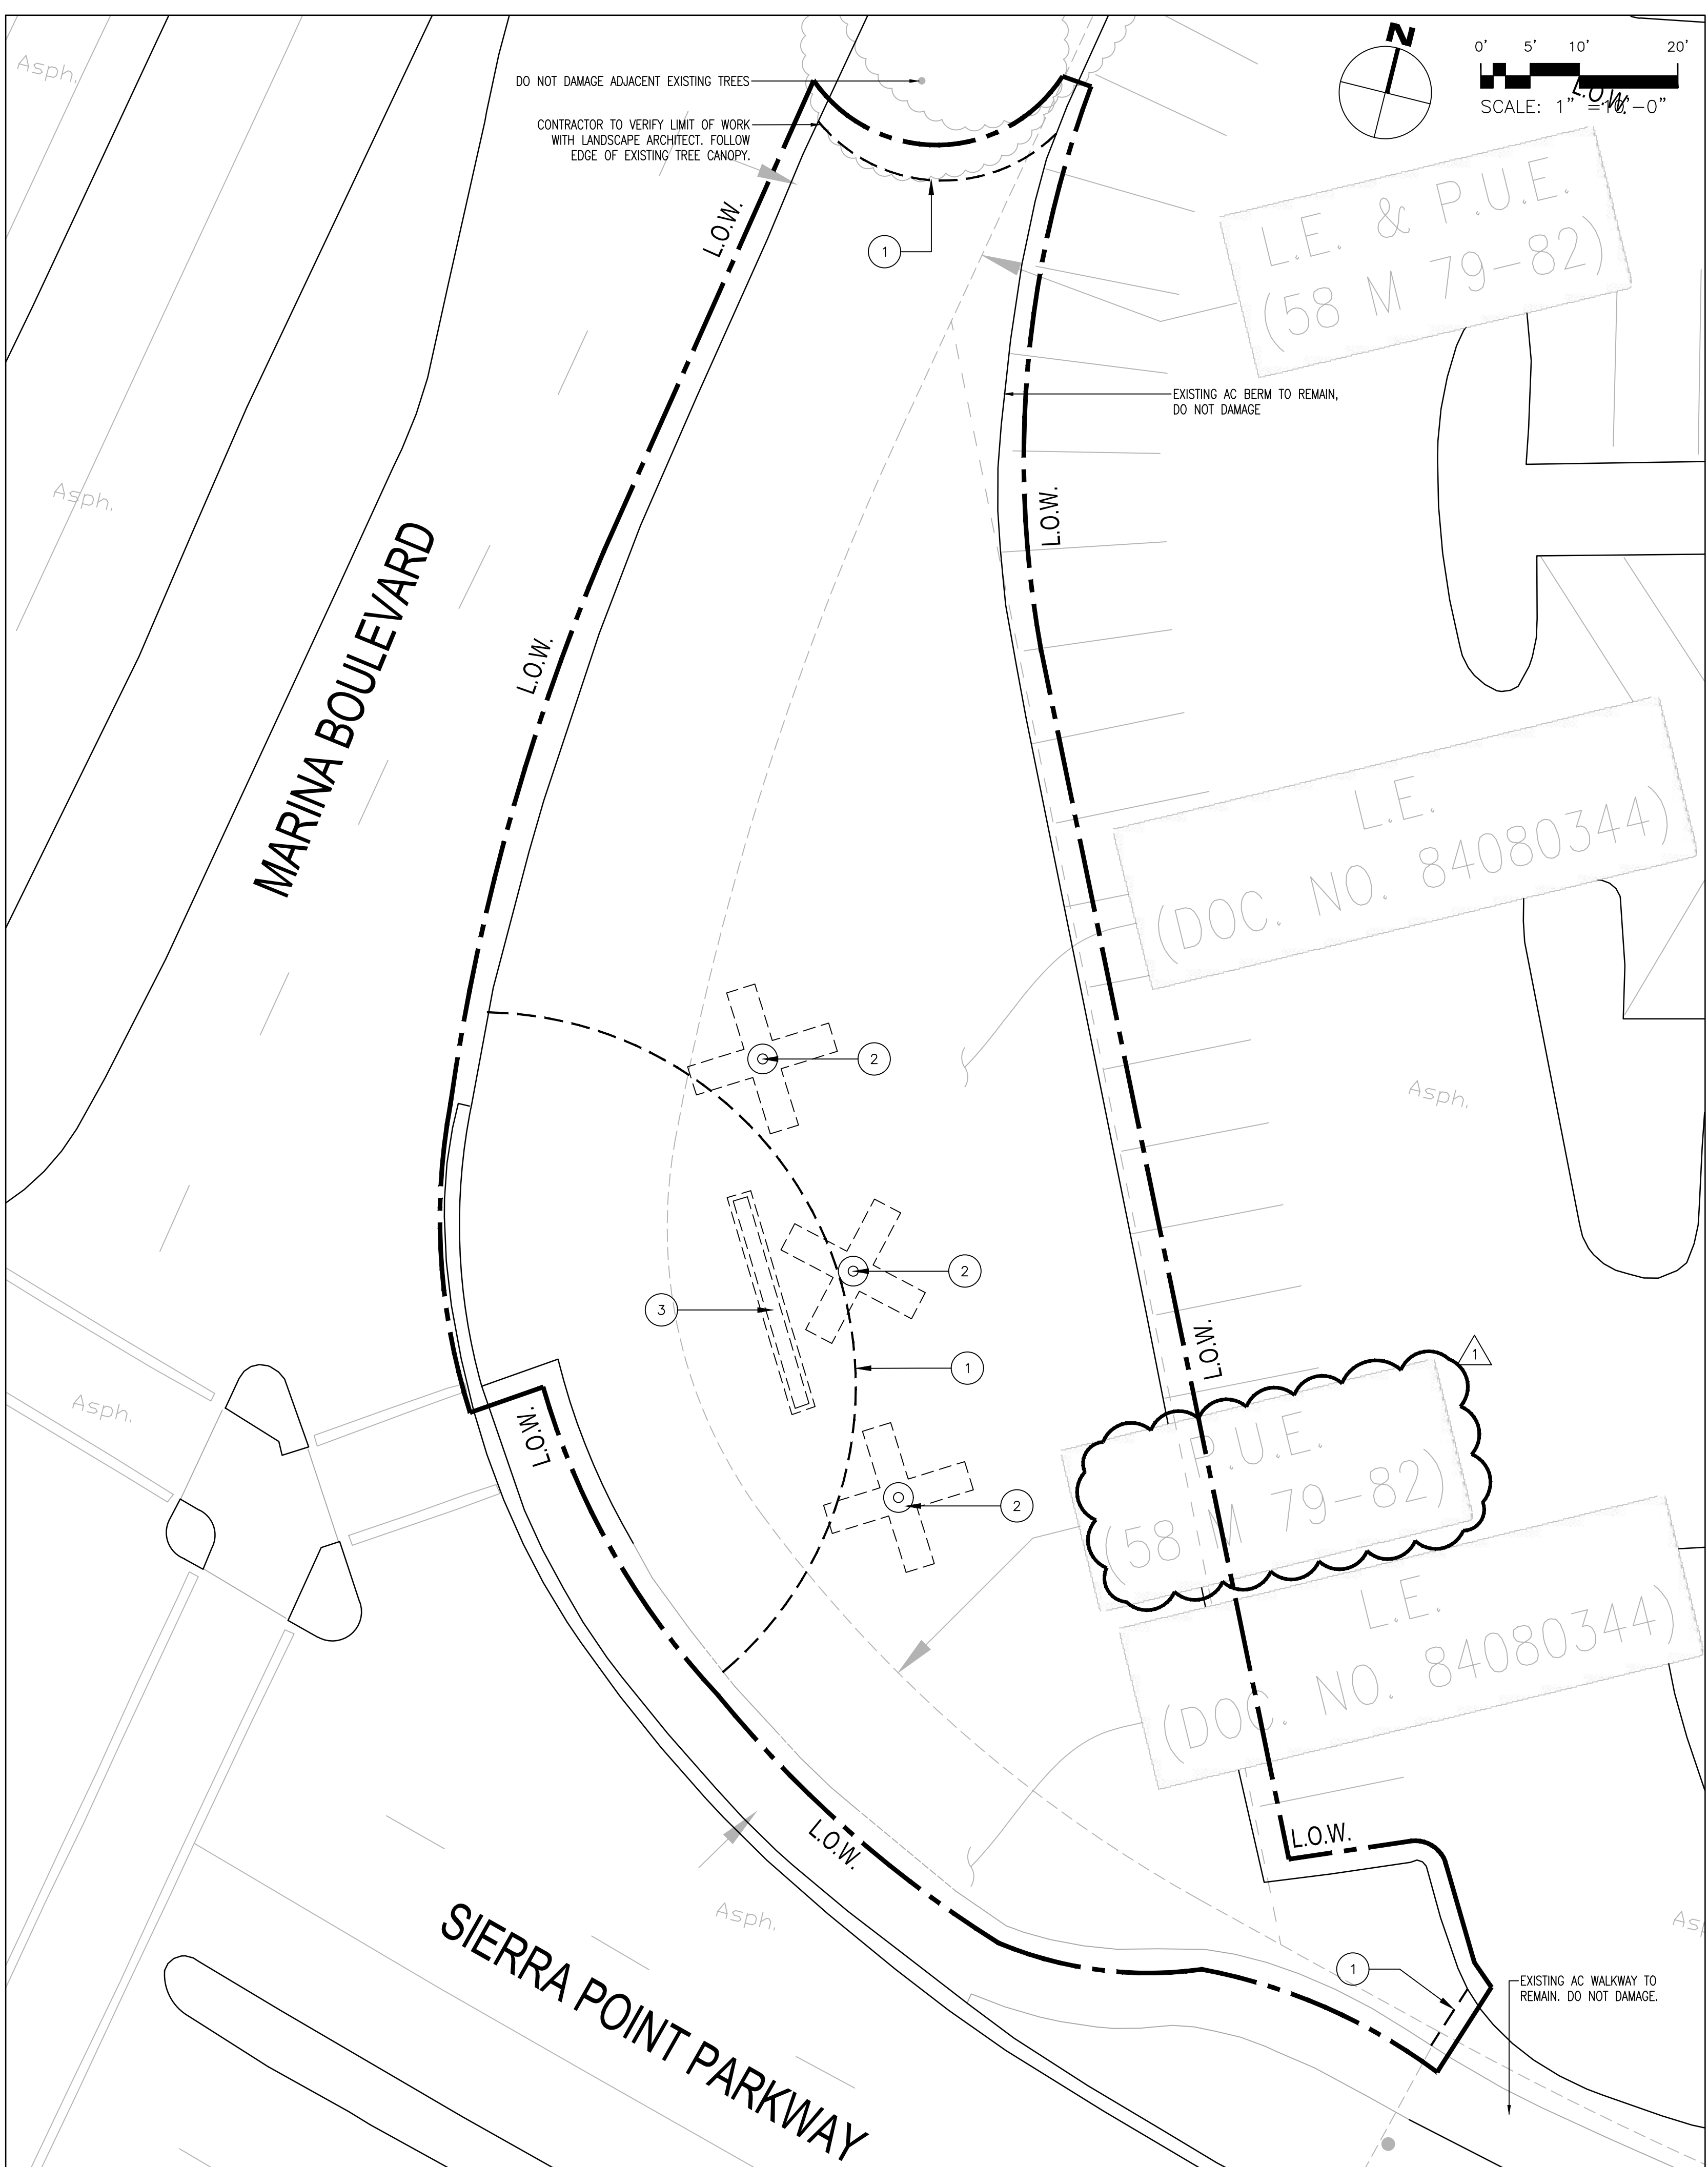 Asph.
DO NOT DAMAGE ADJACENT EXISTING TREES
CONTRACTOR TO VERIFY LIMIT OF WORK
WITH LANDSCAPE ARCHITECT. FOLLOW
EDGE OF EXISTING TREE CANOPY.
N
0' 5' 10' 20'
L.O.W.
SCALE: 1" =10'-0"
L.O.W.
1
L.E. & P.U.E.
(58 M 79-82)
EXISTING AC BERM TO REMAIN,
DO NOT DAMAGE
Asph.
L.O.W.
MARINA BOULEVARD
L.O.W.
L.E.
(DOC. NO. 84080344)
2
Asph.
2
3
L.O.W.
1
1
Asph.
L.O.W.
P.U.E.
(58 M 79-82)
2
L.E.
(DOC. NO. 84080344)
L.O.W.
L.O.W.
Asph.
SIERRA POINT PARKWAY
1
EXISTING AC WALKWAY TO
REMAIN. DO NOT DAMAGE.